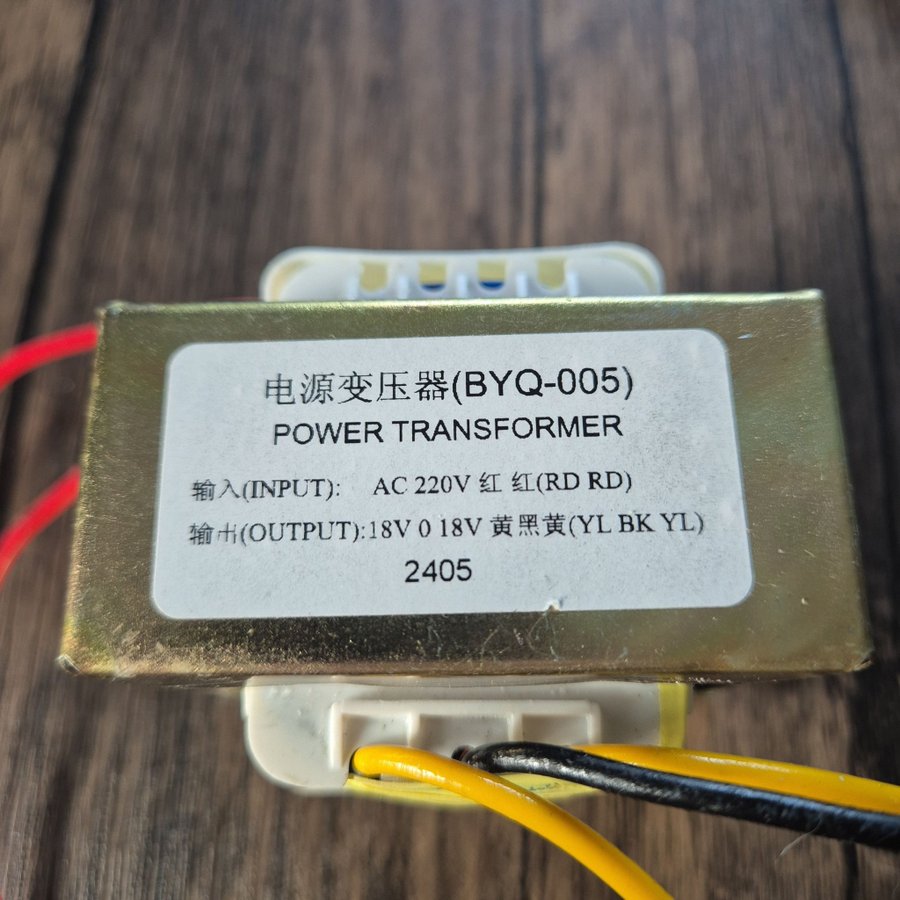 电源变压器(BYQ-005)
POWER TRANSFORMER
输入(INPUT): AC 220V 红 红(RD RD)
输出(OUTPUT):18V 0 18V 黄黑黄(YL BK YL)
2405